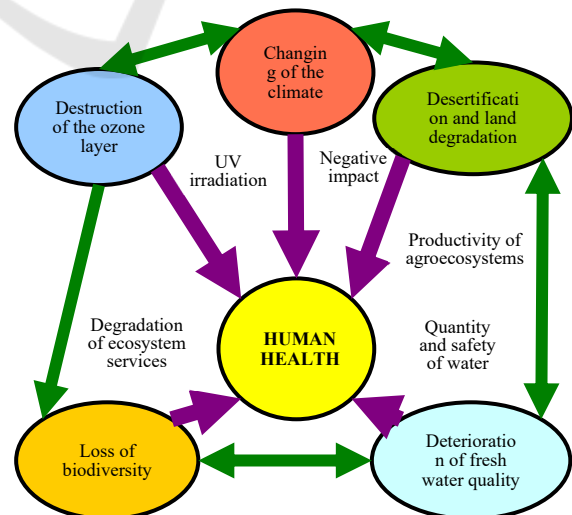 Changin
g of the
climate
Destruction
of the ozone
layer
Desertificati
on and land
degradation
UV
irradiation
Negative
impact
Productivity of
agroecosystems
Degradation
of ecosystem
services
HUMAN
HEALTH
Quantity
and safety
of water
Loss of
biodiversity
Deterioratio
n of fresh
water quality